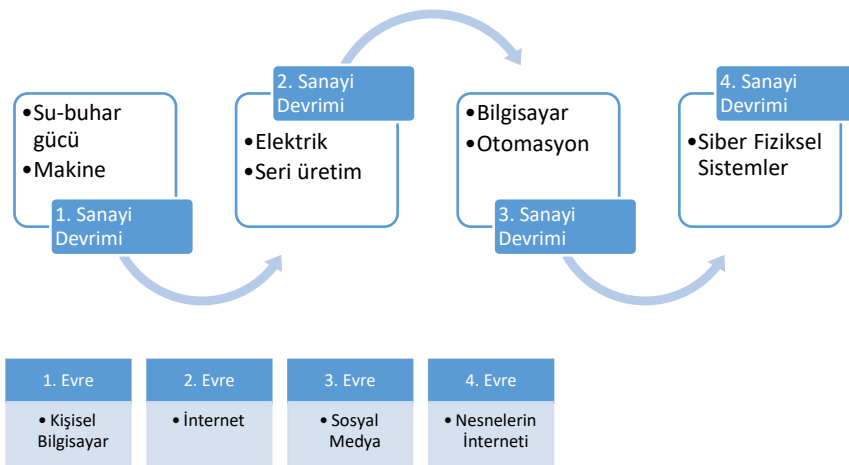 •Su-buhar
gücü
•Makine
1. Sanayi
Devrimi
2. Sanayi
Devrimi
•Elektrik
•Seri üretim
•Bilgisayar
•Otomasyon
3. Sanayi
Devrimi
4. Sanayi
Devrimi
•Siber Fiziksel
Sistemler
1. Evre
• Kişisel
Bilgisayar
2. Evre
• İnternet
3. Evre
• Sosyal
Medya
4. Evre
• Nesnelerin
İnterneti